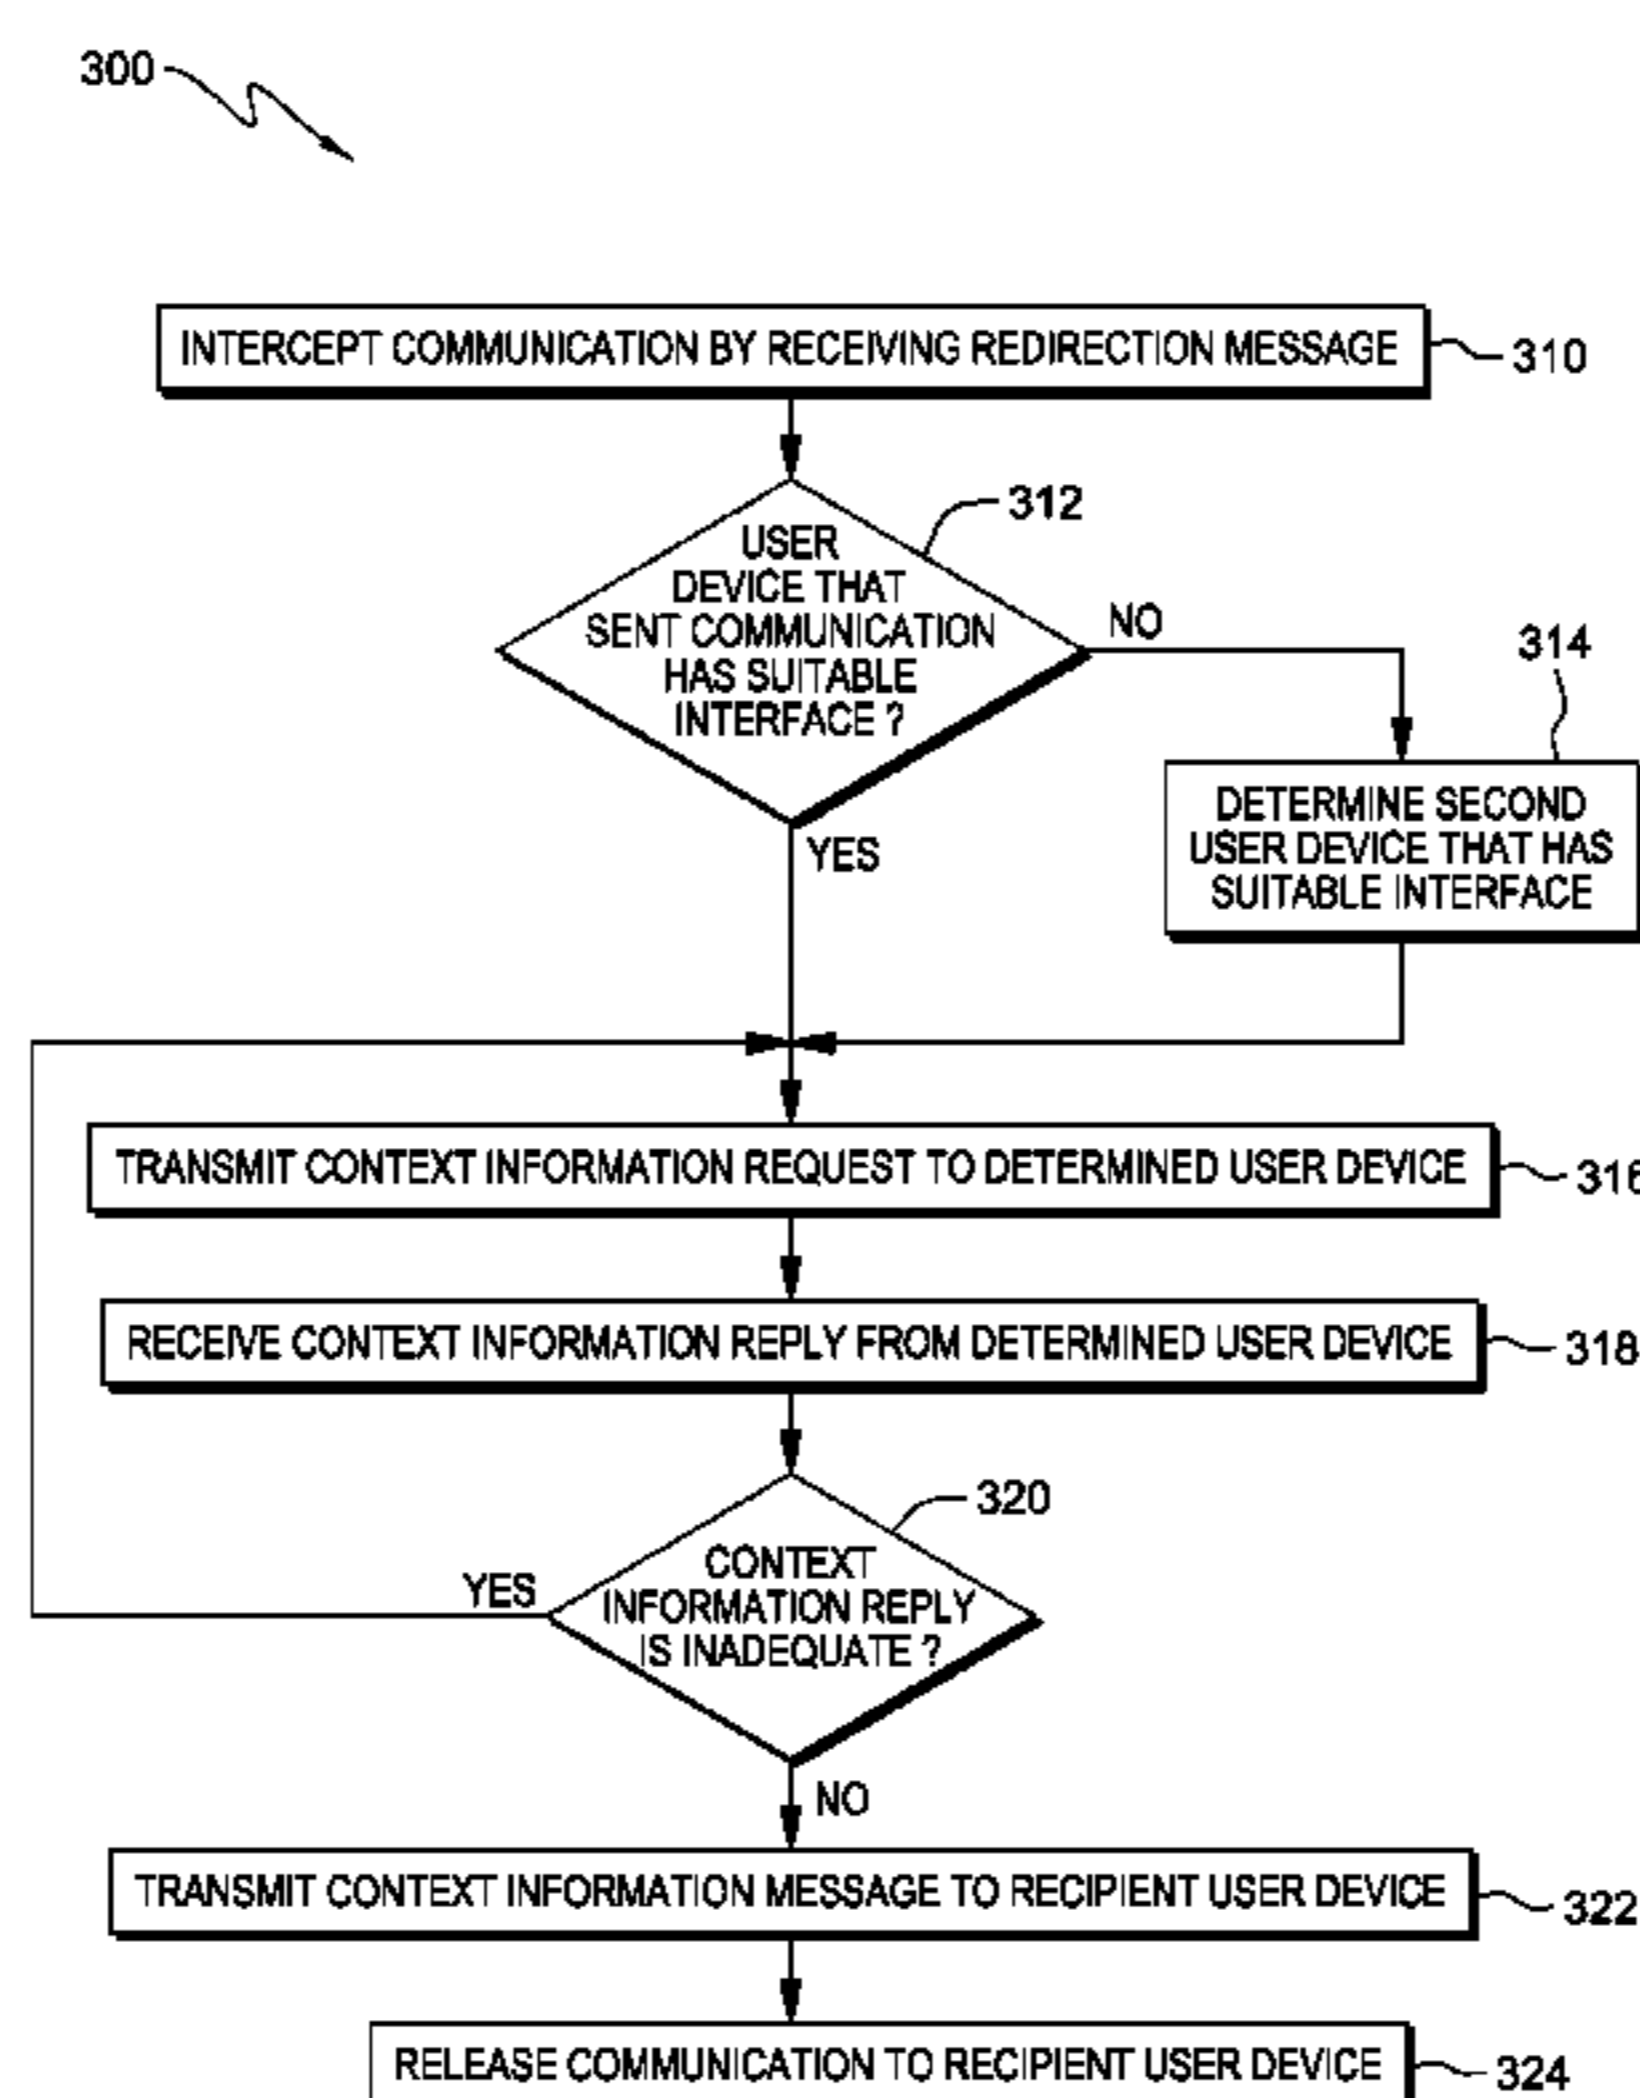 300
INTERCEPT COMMUNICATION BY RECEIVING REDIRECTION MESSAGE
310
312
USER
DEVICE THAT
SENT COMMUNICATION
HAS SUITABLE
INTERFACE ?
NO
314
DETERMINE SECOND
USER DEVICE THAT HAS
SUITABLE INTERFACE
YES
TRANSMIT CONTEXT INFORMATION REQUEST TO DETERMINED USER DEVICE
316
RECEIVE CONTEXT INFORMATION REPLY FROM DETERMINED USER DEVICE
318
320
CONTEXT
INFORMATION REPLY
IS INADEQUATE ?
YES
NO
TRANSMIT CONTEXT INFORMATION MESSAGE TO RECIPIENT USER DEVICE
322
RELEASE COMMUNICATION TO RECIPIENT USER DEVICE
324